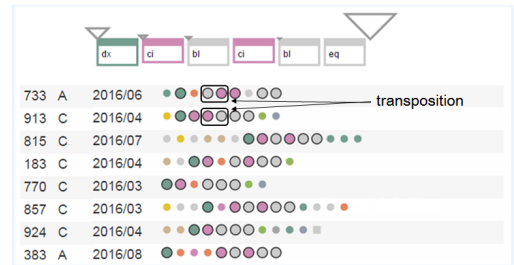 dx ci bl ci bl eq
733 A 2016/06
transposition
913 C 2016/04
815 C 2016/07
183 C 2016/04
770 C 2016/03
857 C 2016/03
924 C 2016/04
383 A 2016/08